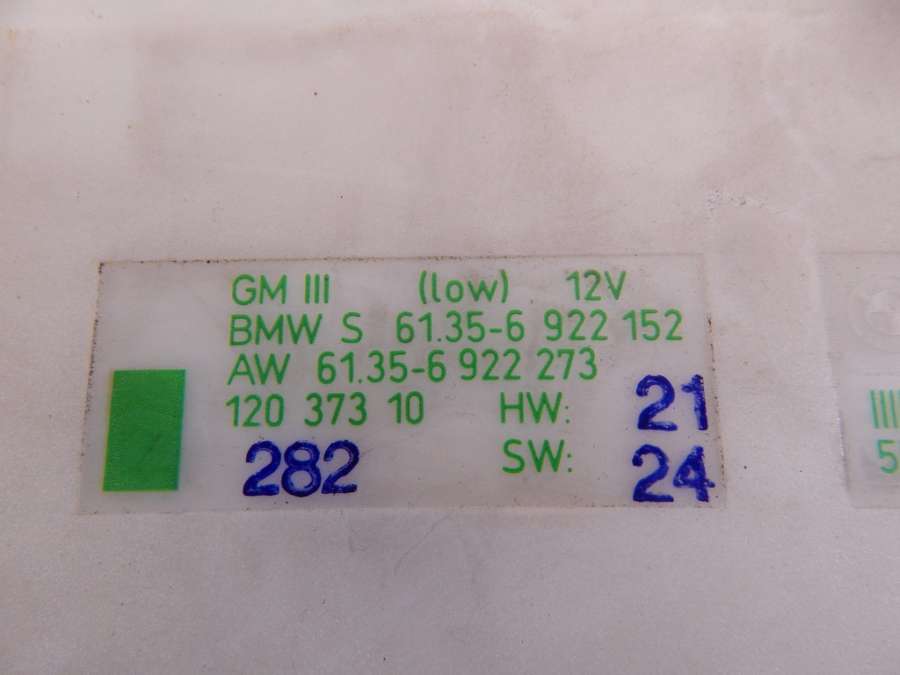 GM III (low) 12V
BMW S 61.35-6 922 152
AW 61.35-6 922 273
120 373 10 HW: 21
282 SW: 24
5